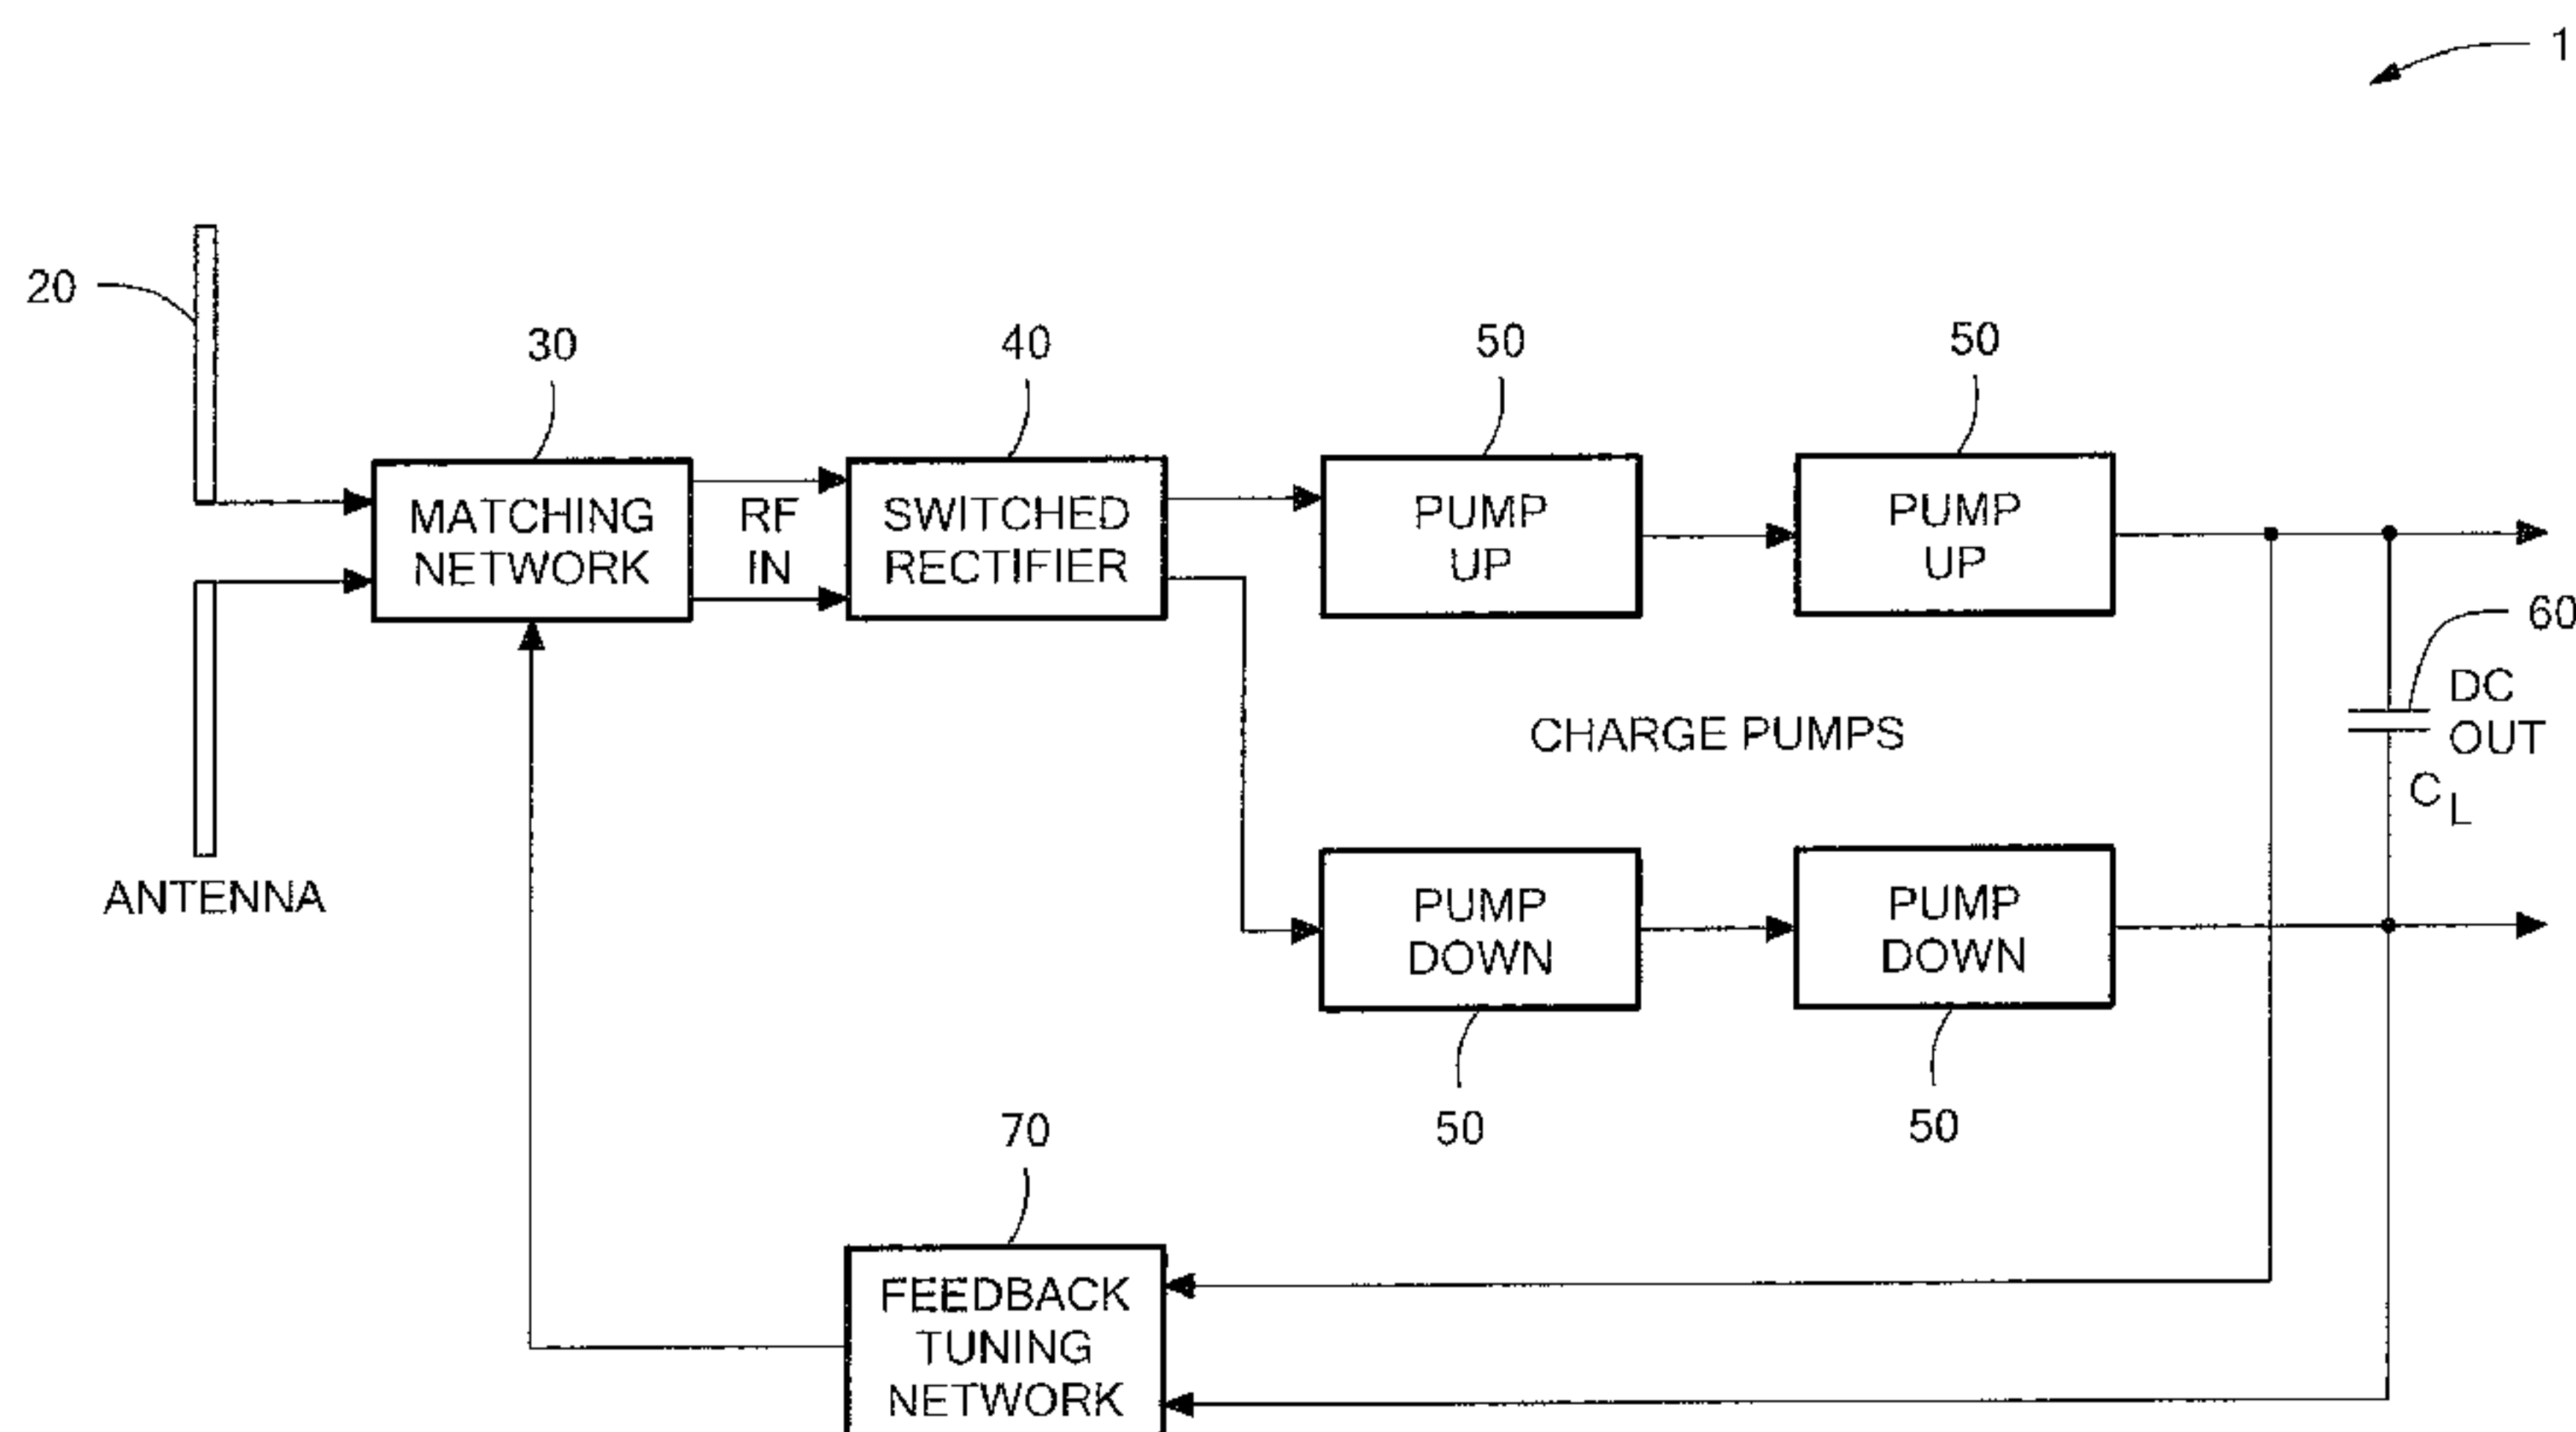 1
20
30
40
50
50
MATCHING
NETWORK
RF
IN
SWITCHED
RECTIFIER
PUMP
UP
PUMP
UP
60
DC
OUT
CL
CHARGE PUMPS
ANTENNA
PUMP
DOWN
PUMP
DOWN
50
50
70
FEEDBACK
TUNING
NETWORK